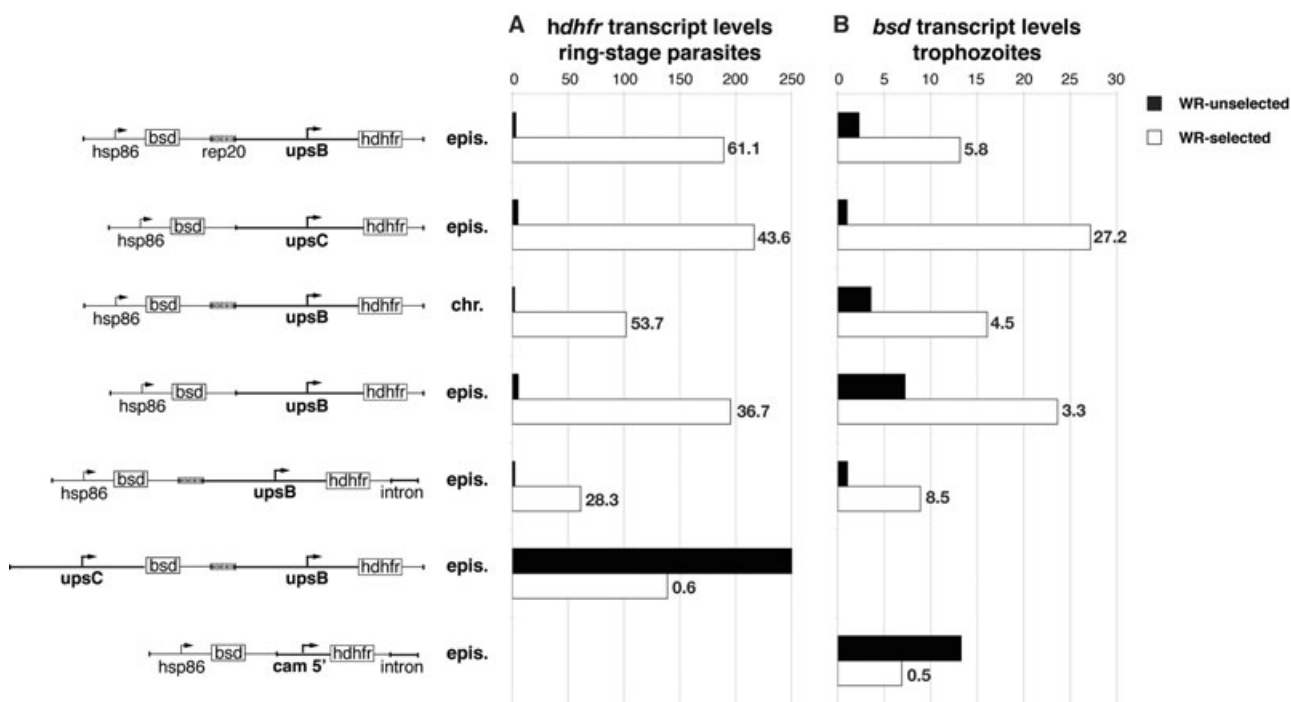 A hdhfr transcript levels
ring-stage parasites
B bsd transcript levels
trophozoites
0 50 100 150 200 250
0 5 10 15 20 25 30
WR-unselected
WR-selected
bsd hdhfr epis.
hsp86 rep20 upsB
61.1
5.8
bsd hdhfr epis.
hsp86 upsC
43.6
27.2
bsd hdhfr chr.
hsp86 upsB
53.7
4.5
bsd hdhfr epis.
hsp86 upsB
36.7
3.3
bsd hdhfr epis.
hsp86 upsB intron
28.3
8.5
bsd hdhfr epis.
upsC upsB
0.6
bsd hdhfr epis.
hsp86 cam 5' intron
0.5